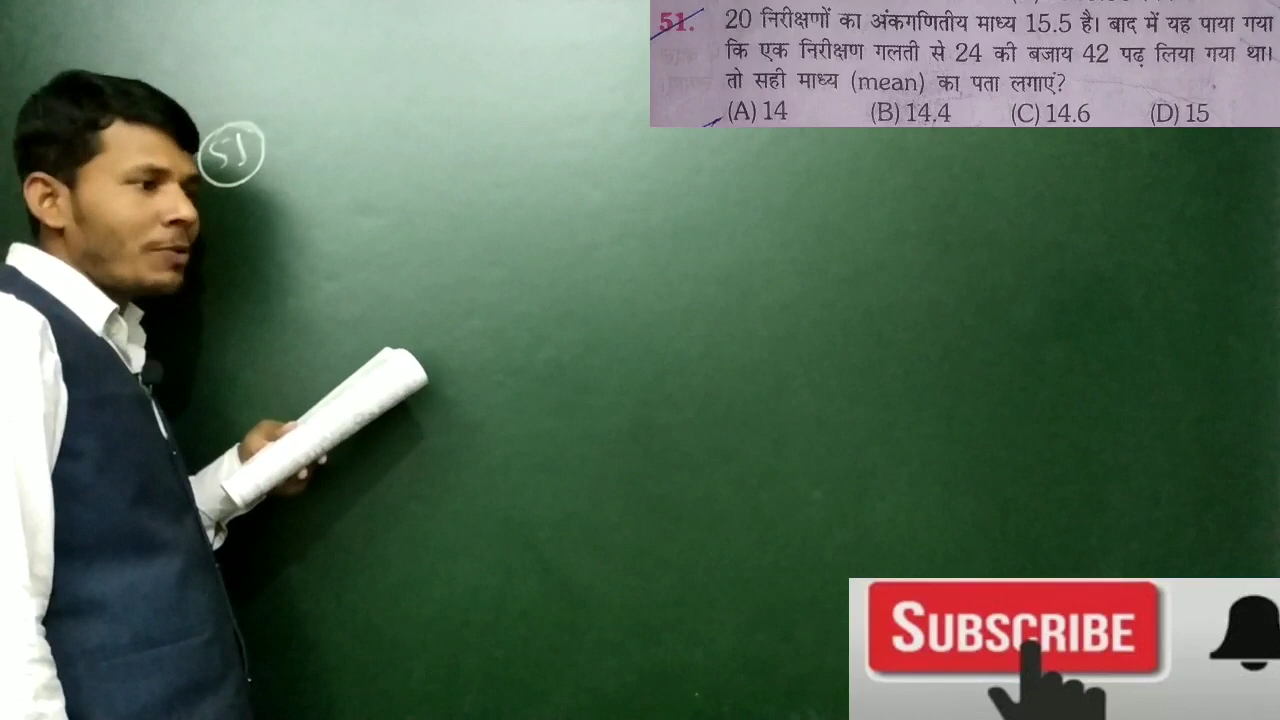 51. 20 निरीक्षणों का अंकगणितीय माध्य 15.5 है। बाद में यह पाया गया
कि एक निरीक्षण गलती से 24 की बजाय 42 पढ़ लिया गया था।
तो सही माध्य (mean) का पता लगाएं?
(A) 14 (B) 14.4 (C) 14.6 (D) 15
51
SUBSCRIBE